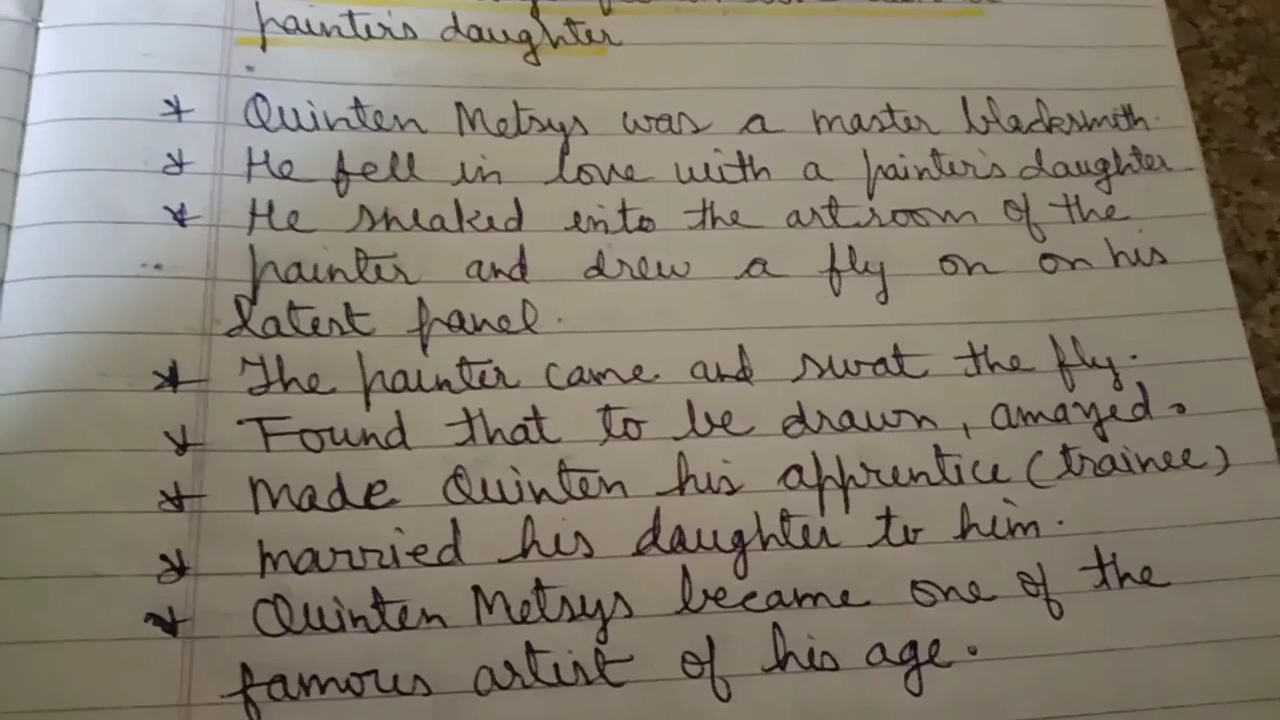 painter's daughter
* Quinten Metsys was a master blacksmith.
* He fell in love with a painter's daughter
* He sneaked into the artroom of the
painter and drew a fly on on his
latest panel.
* The painter came and swat the fly.
* Found that to be drawn, amazed.
* Made Quinten his apprentice (trainee)
* married his daughter to him.
* Quinten Metsys became one of the
famous artist of his age.